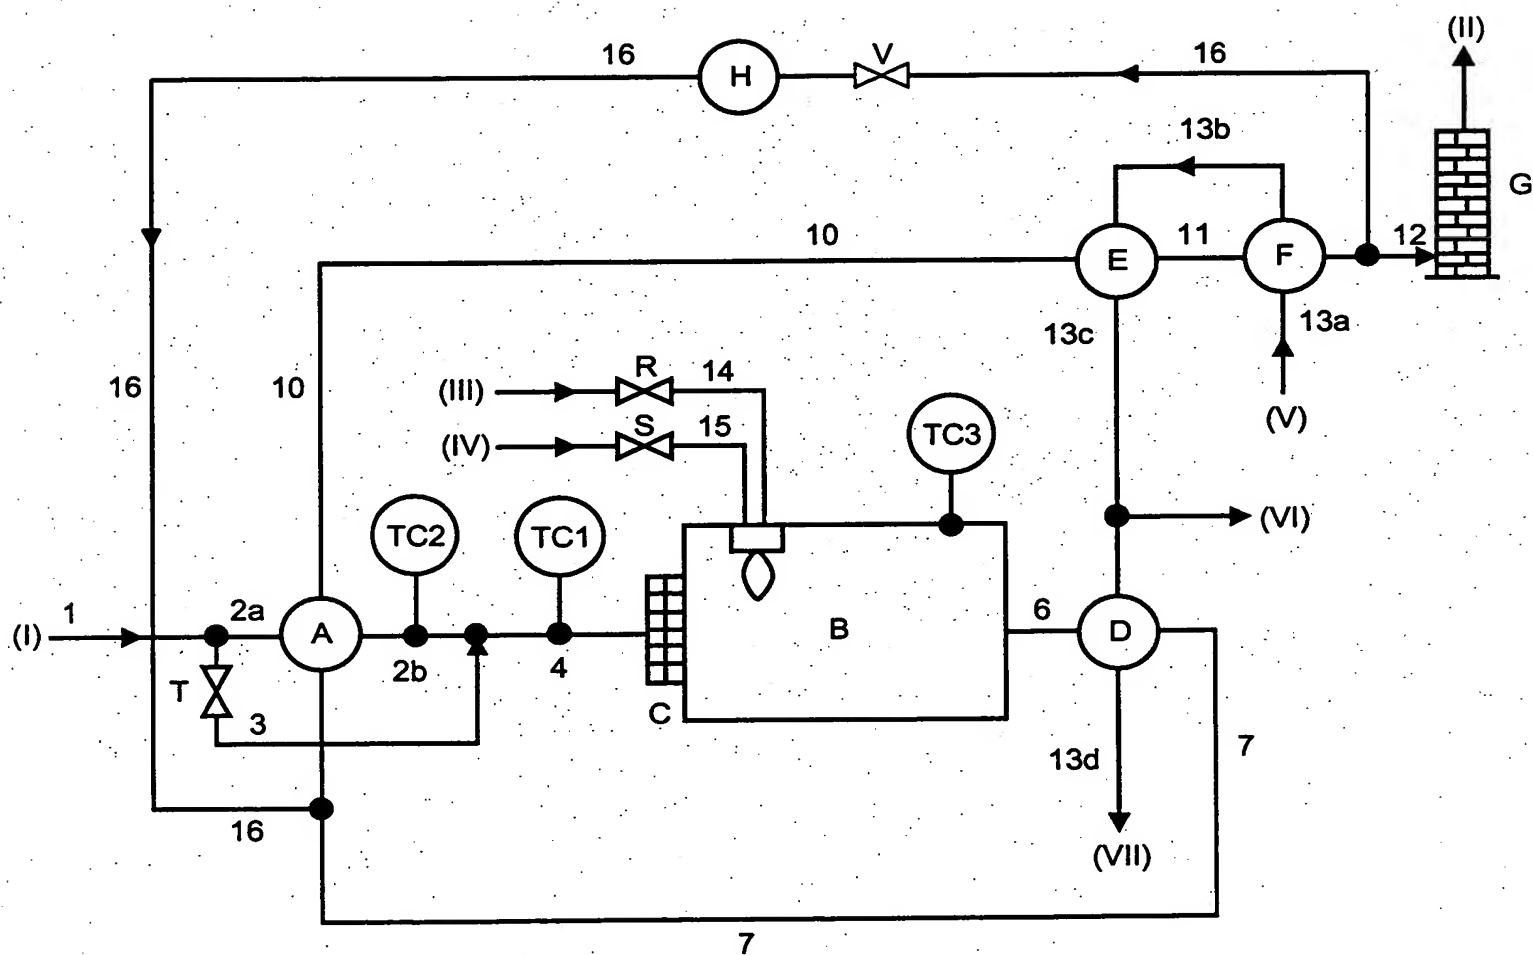 (II)
16 H V 16
13b
G
10 E 11 F 12
13c 13a
16 10 (III) R 14
(V)
(IV) S 15 TC3
TC2 TC1 (VI)
1 2a 6
(I) A B D
2b 4
T C
3 13d 7
16
(VII)
7